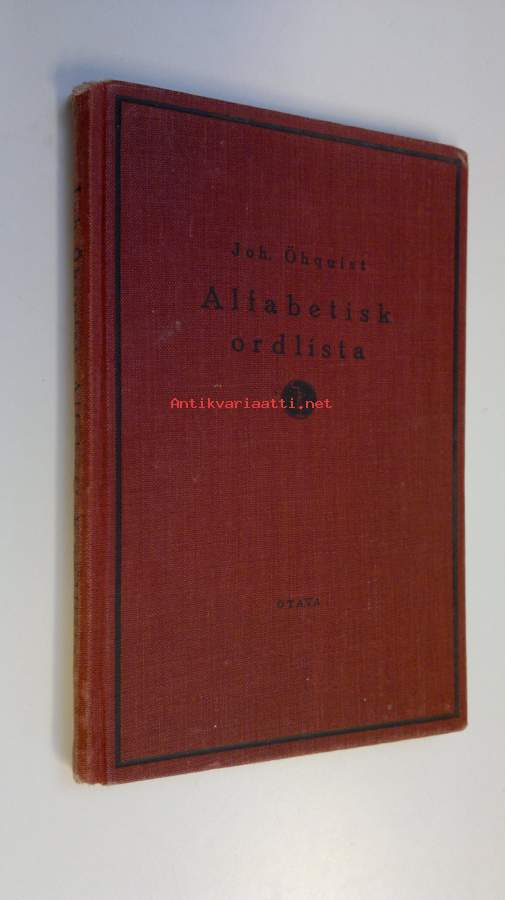 Joh. Öhquist
Alfabetisk
ordlista
Antikvariaatti.net
OTAVA